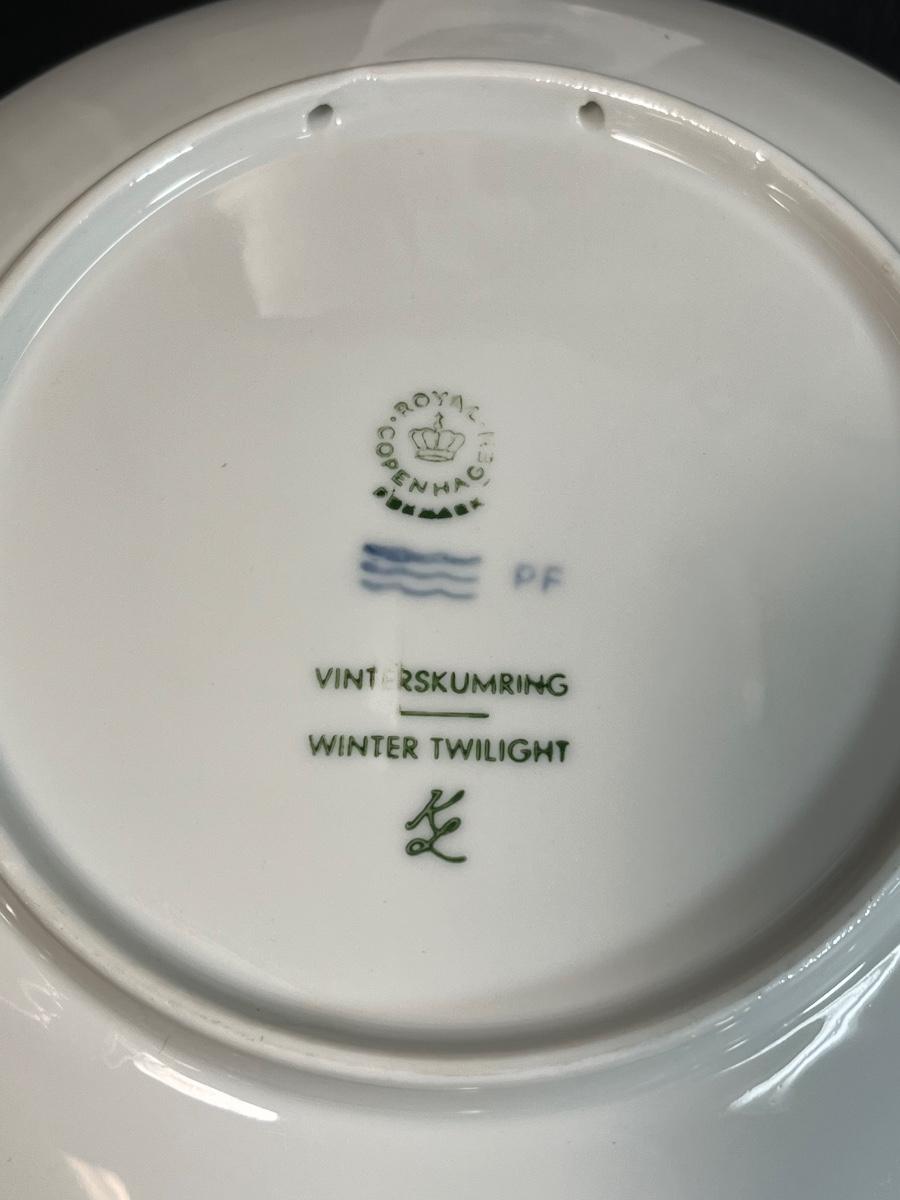 ROYAL COPENHAGEN
DENMARK
PF
VINTERSKUMRING
WINTER TWILIGHT
KL